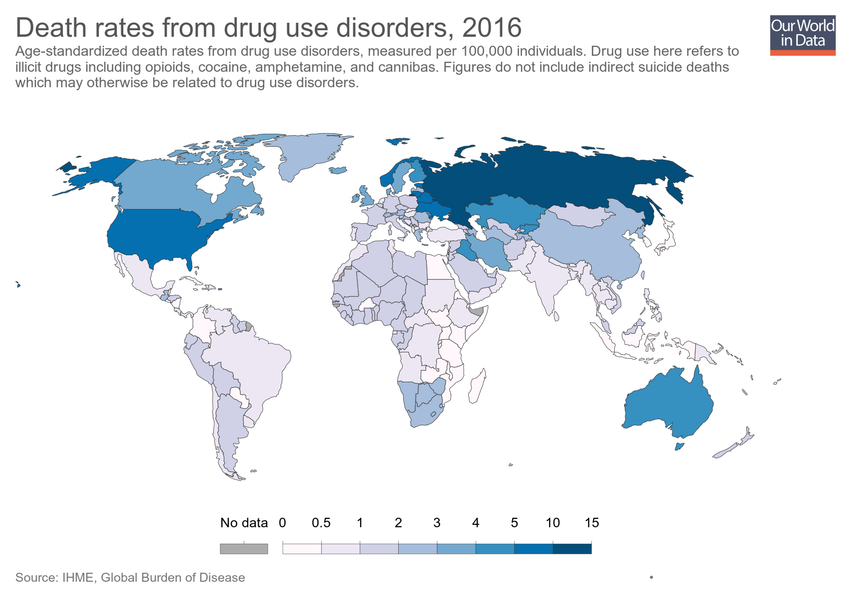 Death rates from drug use disorders, 2016
Our World
in Data
Age-standardized death rates from drug use disorders, measured per 100,000 individuals. Drug use here refers to
illicit drugs including opioids, cocaine, amphetamine, and cannibas. Figures do not include indirect suicide deaths
which may otherwise be related to drug use disorders.
No data 0 0.5 1 2 3 4 5 10 15
Source: IHME, Global Burden of Disease